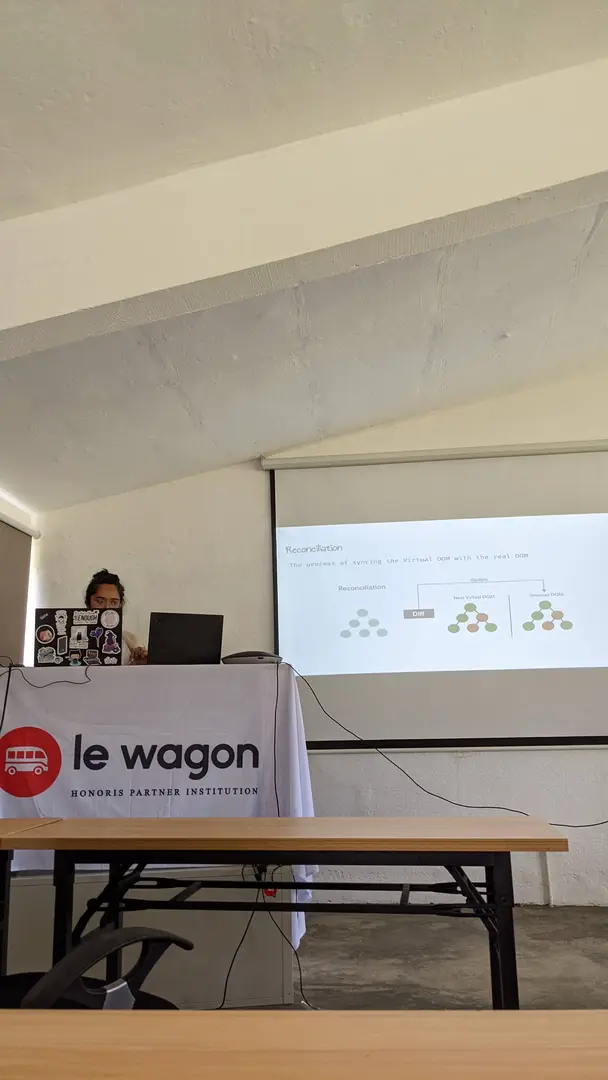 Reconciliation
The process of syncing the Virtual DOM with the real DOM
Reconciliation
Diff
New Virtual DOM
le wagon
HONORIS PARTNER INSTITUTION